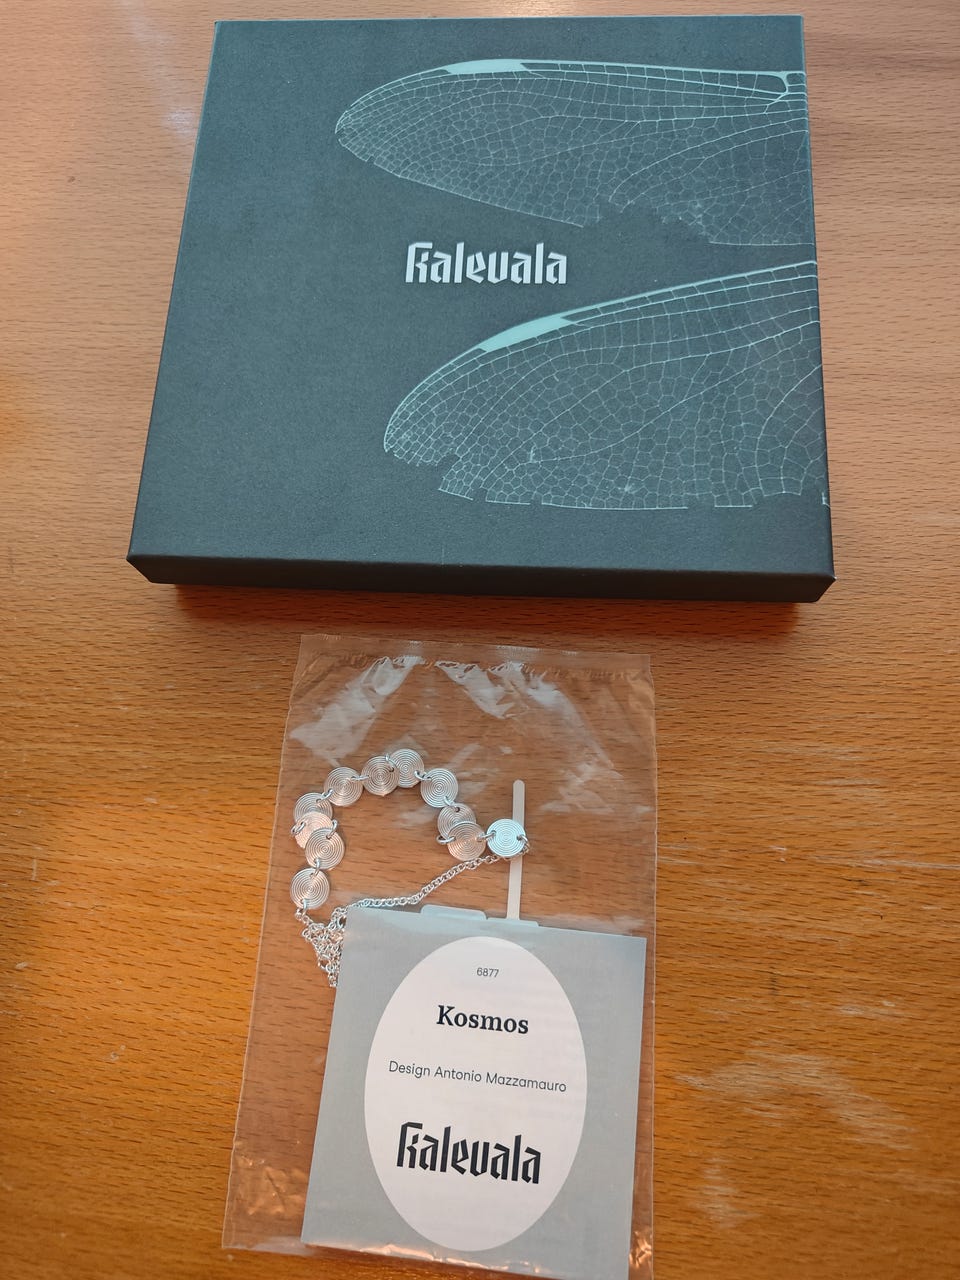 Kalevala
6877
Kosmos
Design Antonio Mazzamauro
Kalevala